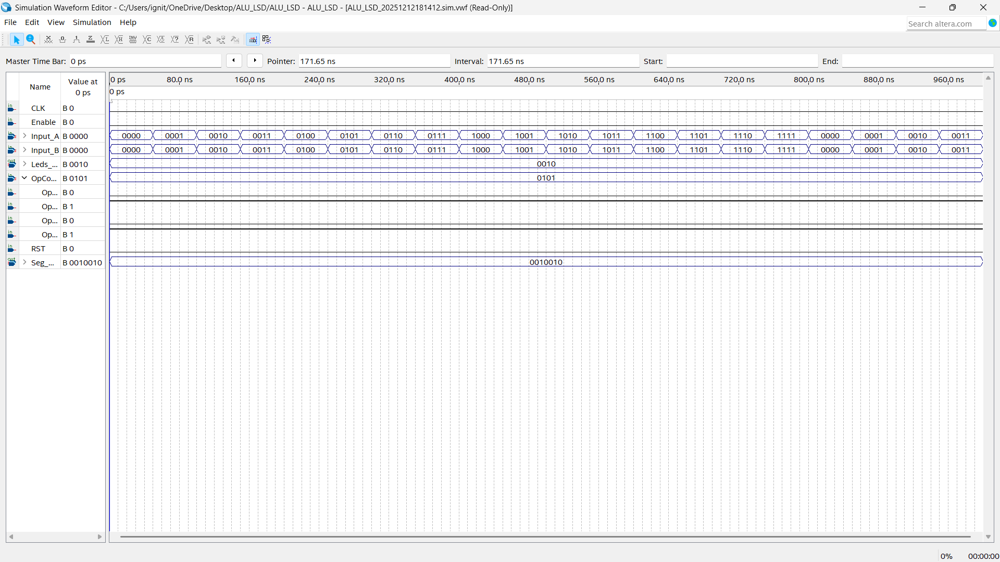 Simulation Waveform Editor - C:/Users/ignit/OneDrive/Desktop/ALU_LSD/ALU_LSD - ALU_LSD - [ALU_LSD_20251212181412.sim.vwf (Read-Only)]
File Edit View Simulation Help
Search altera.com
Master Time Bar: 0 ps Pointer: 171.65 ns Interval: 171.65 ns Start: End:
Name Value at 0 ps
0 ps 80.0 ns 160.0 ns 240.0 ns 320.0 ns 400.0 ns 480.0 ns 560.0 ns 640.0 ns 720.0 ns 800.0 ns 880.0 ns 960.0 ns
0 ps
CLK B 0
Enable B 0
Input_A B 0000 0000 0001 0010 0011 0100 0101 0110 0111 1000 1001 1010 1011 1100 1101 1110 1111 0000 0001 0010 0011
Input_B B 0000 0000 0001 0010 0011 0100 0101 0110 0111 1000 1001 1010 1011 1100 1101 1110 1111 0000 0001 0010 0011
Leds_... B 0010 0010
OpCo... B 0101 0101
Op... B 0
Op... B 1
Op... B 0
Op... B 1
RST B 0
Seg_... B 0010010 0010010
0% 00:00:00